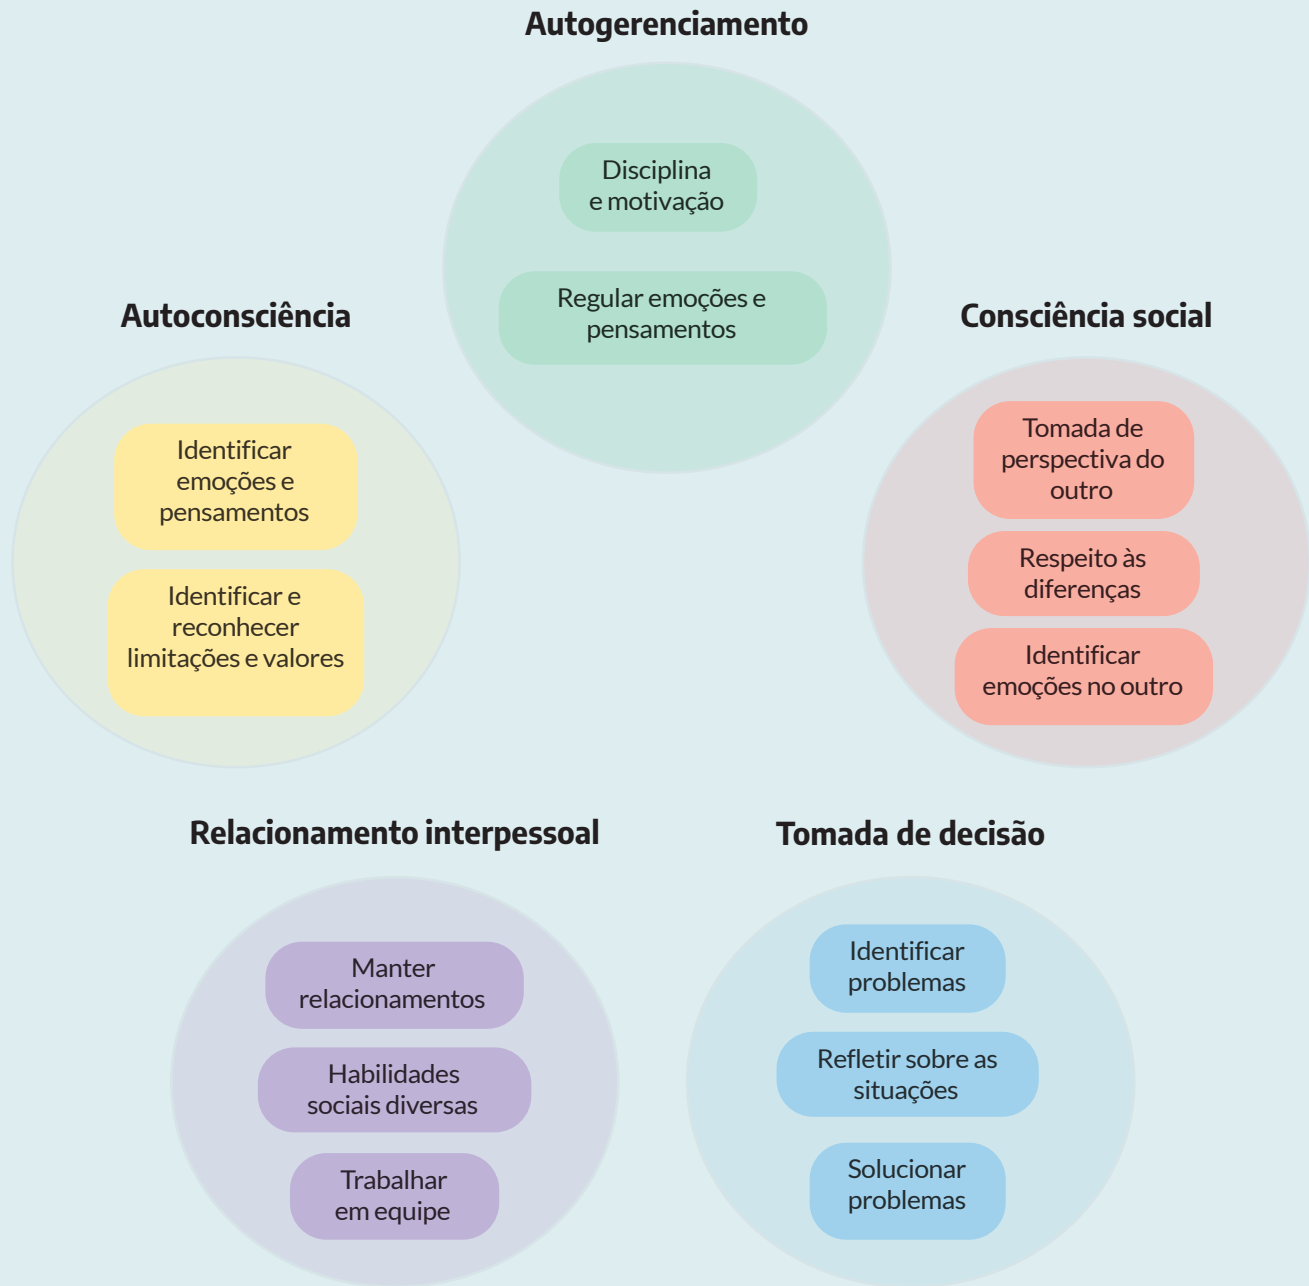 Autogerenciamento
Disciplina
e motivação
Regular emoções e
pensamentos
Autoconsciência
Identificar
emoções e
pensamentos
Identificar e
reconhecer
limitações e valores
Consciência social
Tomada de
perspectiva do
outro
Respeito às
diferenças
Identificar
emoções no outro
Relacionamento interpessoal
Manter
relacionamentos
Habilidades
sociais diversas
Trabalhar
em equipe
Tomada de decisão
Identificar
problemas
Refletir sobre as
situações
Solucionar
problemas